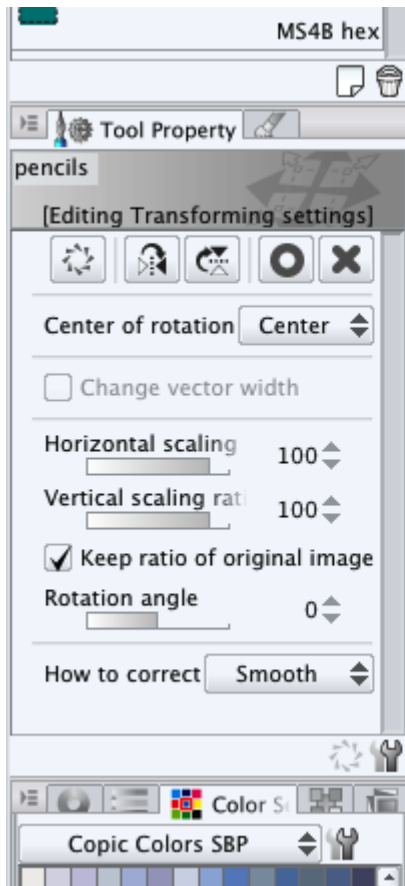 MS4B hex
Tool Property
pencils
[Editing Transforming settings]
Center of rotation Center
Change vector width
Horizontal scaling 100
Vertical scaling rat 100
Keep ratio of original image
Rotation angle 0
How to correct Smooth
Color S
Copic Colors SBP